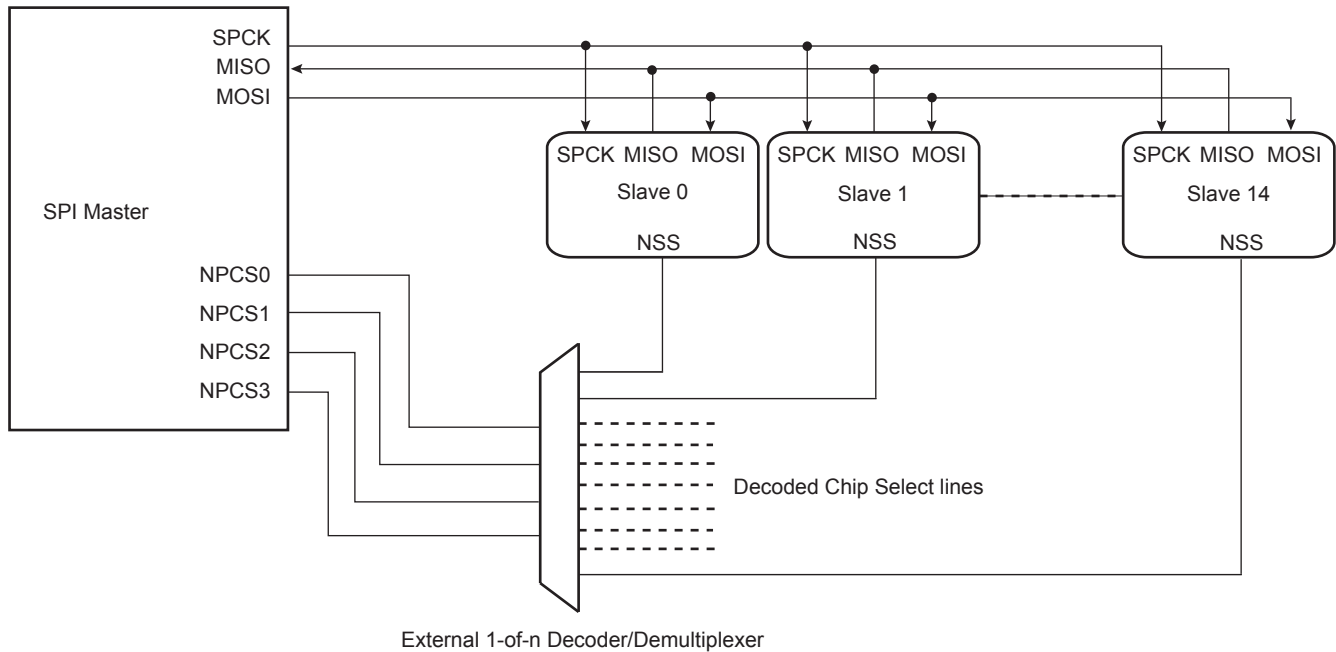 SPCK
MISO
MOSI
SPI Master
NPCS0
NPCS1
NPCS2
NPCS3
SPCK MISO MOSI
Slave 0
NSS
SPCK MISO MOSI
Slave 1
NSS
SPCK MISO MOSI
Slave 14
NSS
Decoded Chip Select lines
External 1-of-n Decoder/Demultiplexer